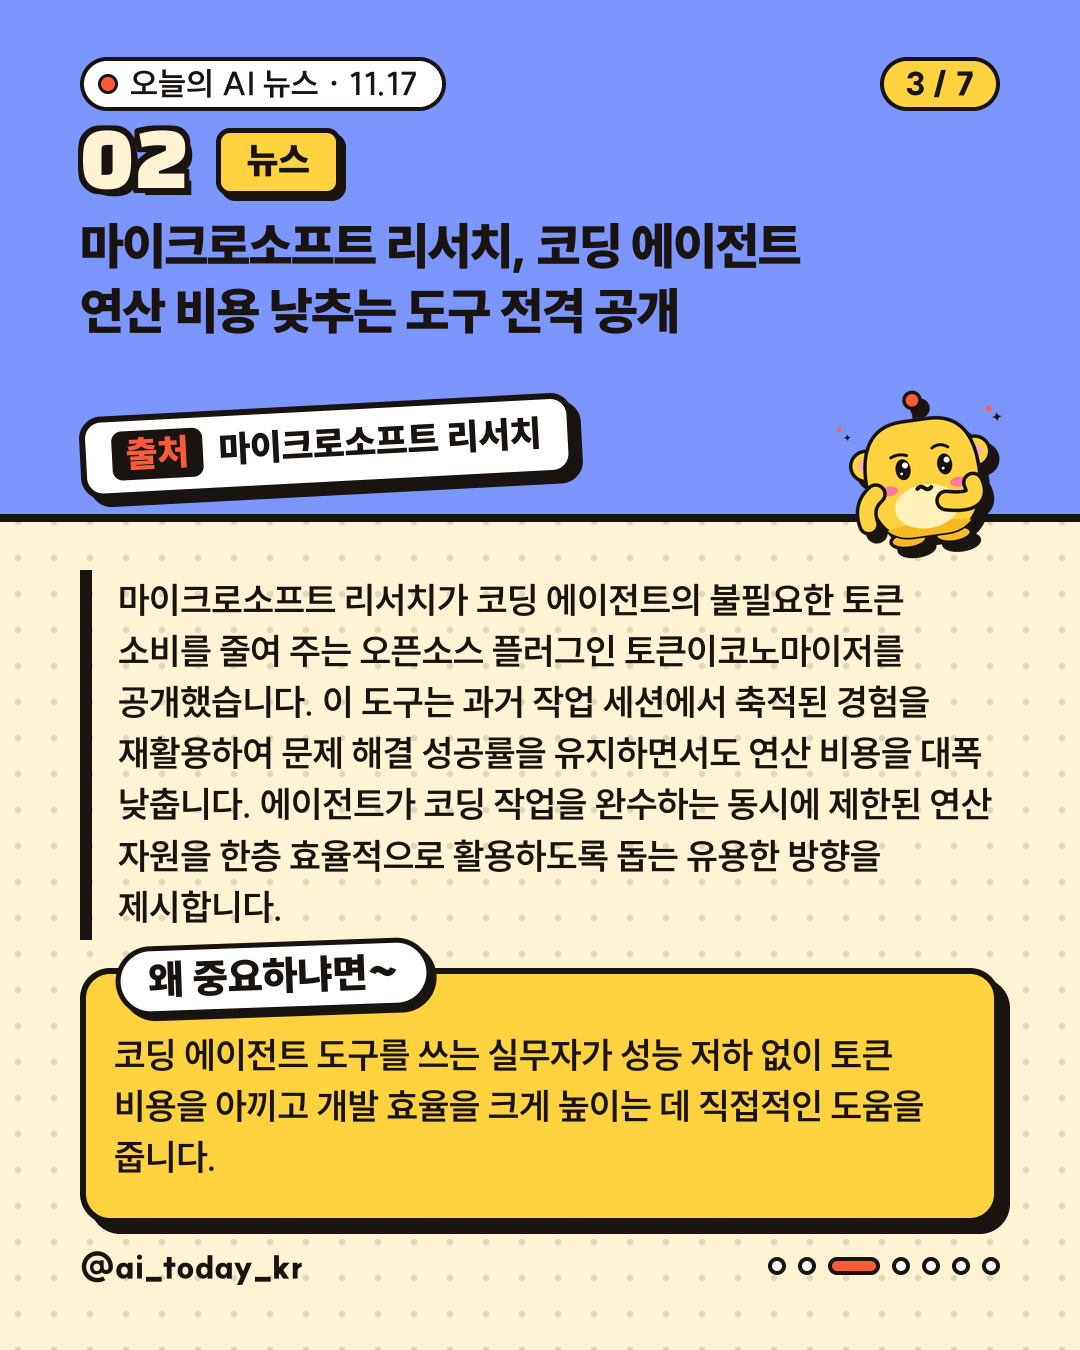 오늘의 AI 뉴스 · 11.17
3 / 7
02
뉴스
마이크로소프트 리서치, 코딩 에이전트
연산 비용 낮추는 도구 전격 공개
출처 마이크로소프트 리서치
마이크로소프트 리서치가 코딩 에이전트의 불필요한 토큰
소비를 줄여 주는 오픈소스 플러그인 토큰이코노마이저를
공개했습니다. 이 도구는 과거 작업 세션에서 축적된 경험을
재활용하여 문제 해결 성공률을 유지하면서도 연산 비용을 대폭
낮춥니다. 에이전트가 코딩 작업을 완수하는 동시에 제한된 연산
자원을 한층 효율적으로 활용하도록 돕는 유용한 방향을
제시합니다.
왜 중요하냐면~
코딩 에이전트 도구를 쓰는 실무자가 성능 저하 없이 토큰
비용을 아끼고 개발 효율을 크게 높이는 데 직접적인 도움을
줍니다.
@ai_today_kr